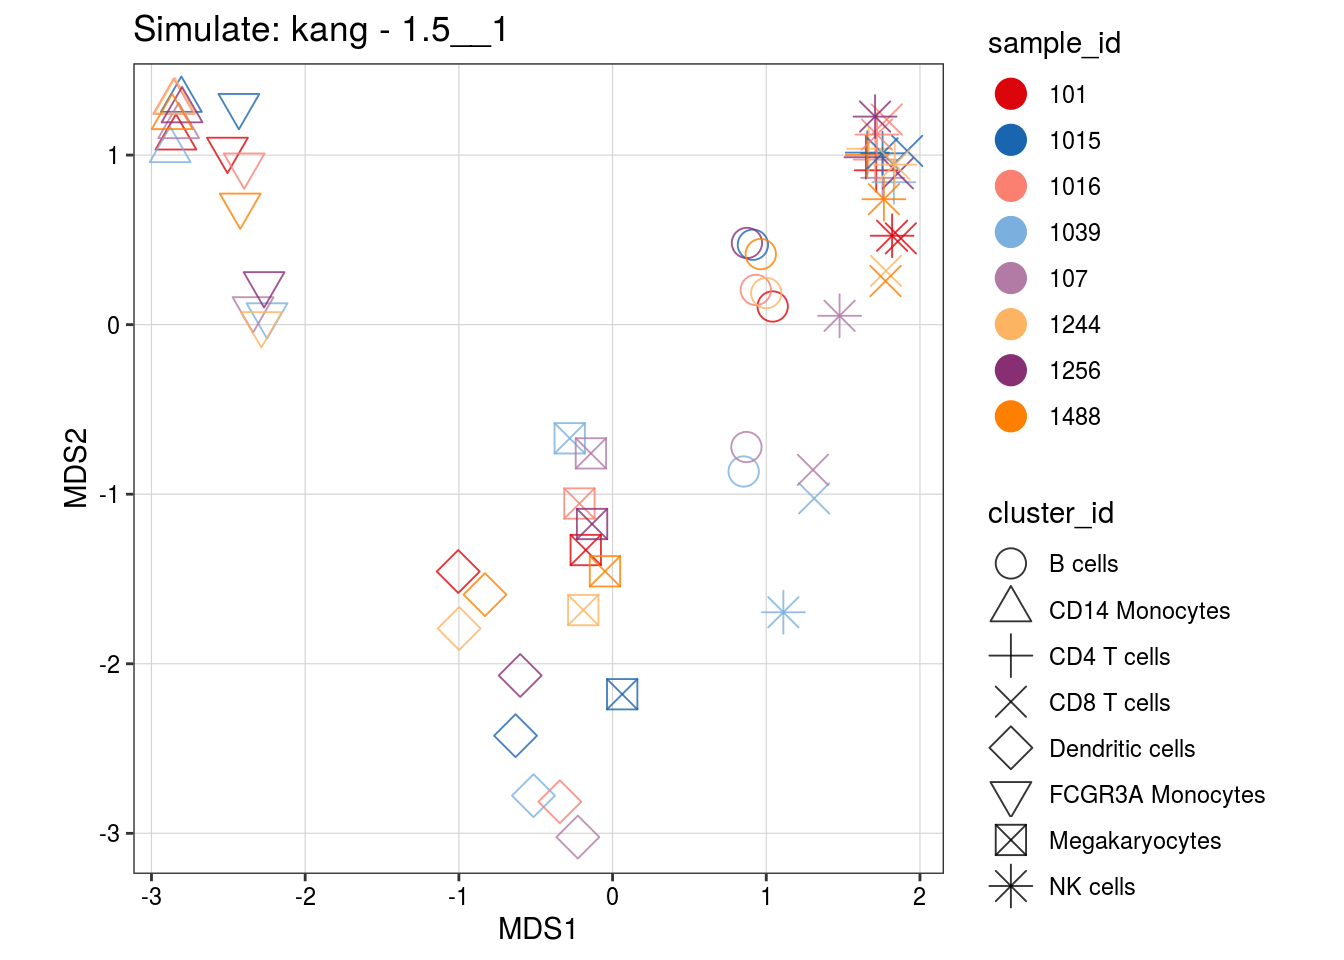 Simulate: kang - 1.5__1
sample_id
101
1015
1016
1039
107
1244
1256
1488
cluster_id
B cells
CD14 Monocytes
CD4 T cells
CD8 T cells
Dendritic cells
FCGR3A Monocytes
Megakaryocytes
NK cells
MDS2
1
0
-1
-2
-3
-3
-2
-1
0
1
2
MDS1